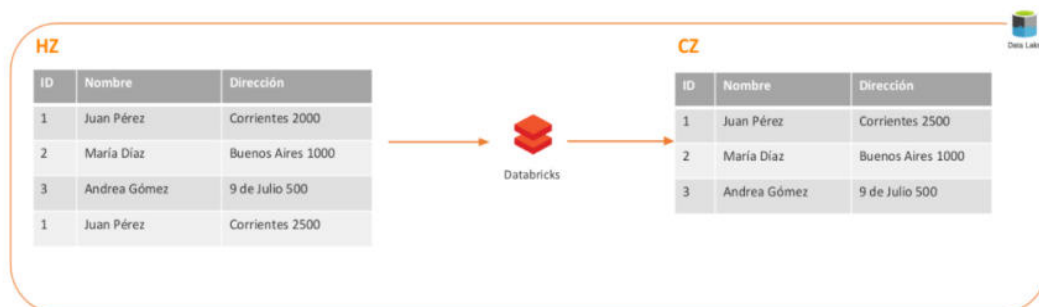 HZ
ID Nombre Dirección
1 Juan Pérez Corrientes 2000
2 María Díaz Buenos Aires 1000
3 Andrea Gómez 9 de Julio 500
1 Juan Pérez Corrientes 2500
Databricks
CZ
ID Nombre Dirección
1 Juan Pérez Corrientes 2500
2 María Díaz Buenos Aires 1000
3 Andrea Gómez 9 de Julio 500
Data Lake